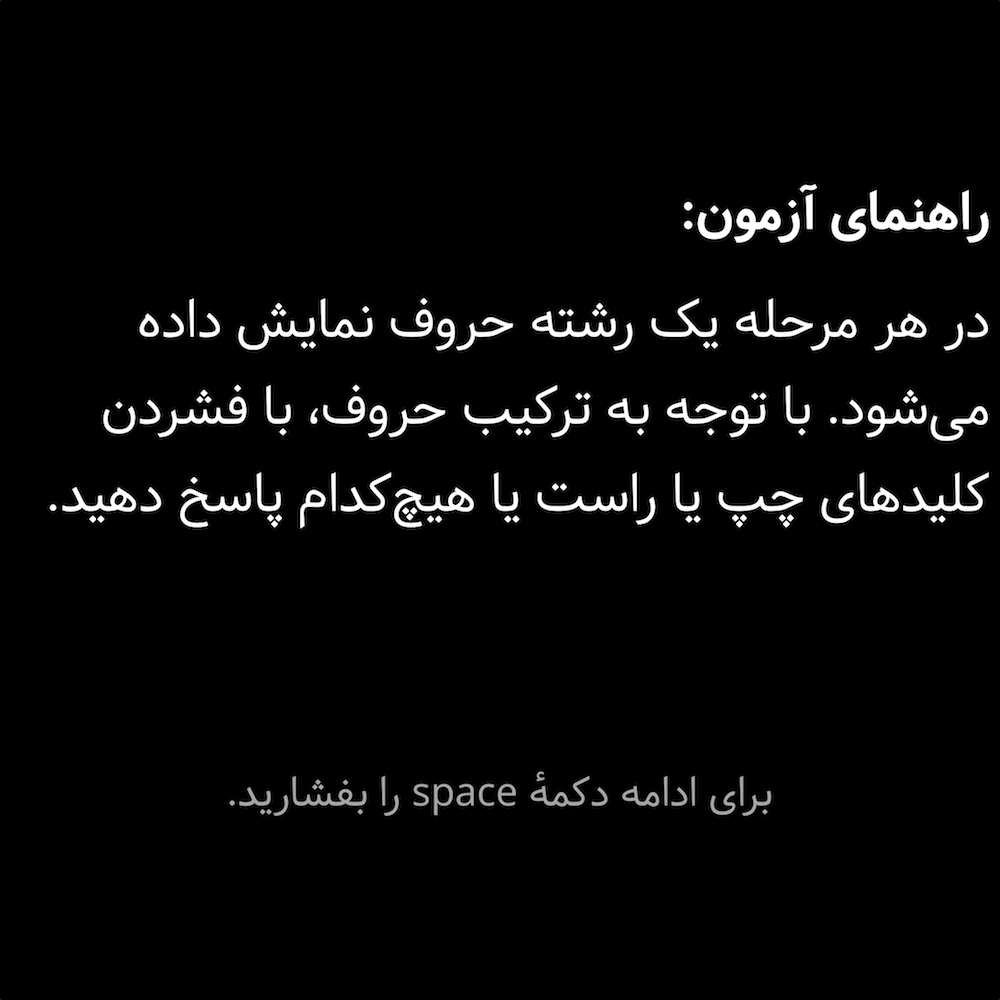 راهنمای آزمون:
در هر مرحله یک رشته حروف نمایش داده
می‌شود. با توجه به ترکیب حروف، با فشردن
کلیدهای چپ یا راست یا هیچ‌کدام پاسخ دهید.
برای ادامه دکمهٔ space را بفشارید.